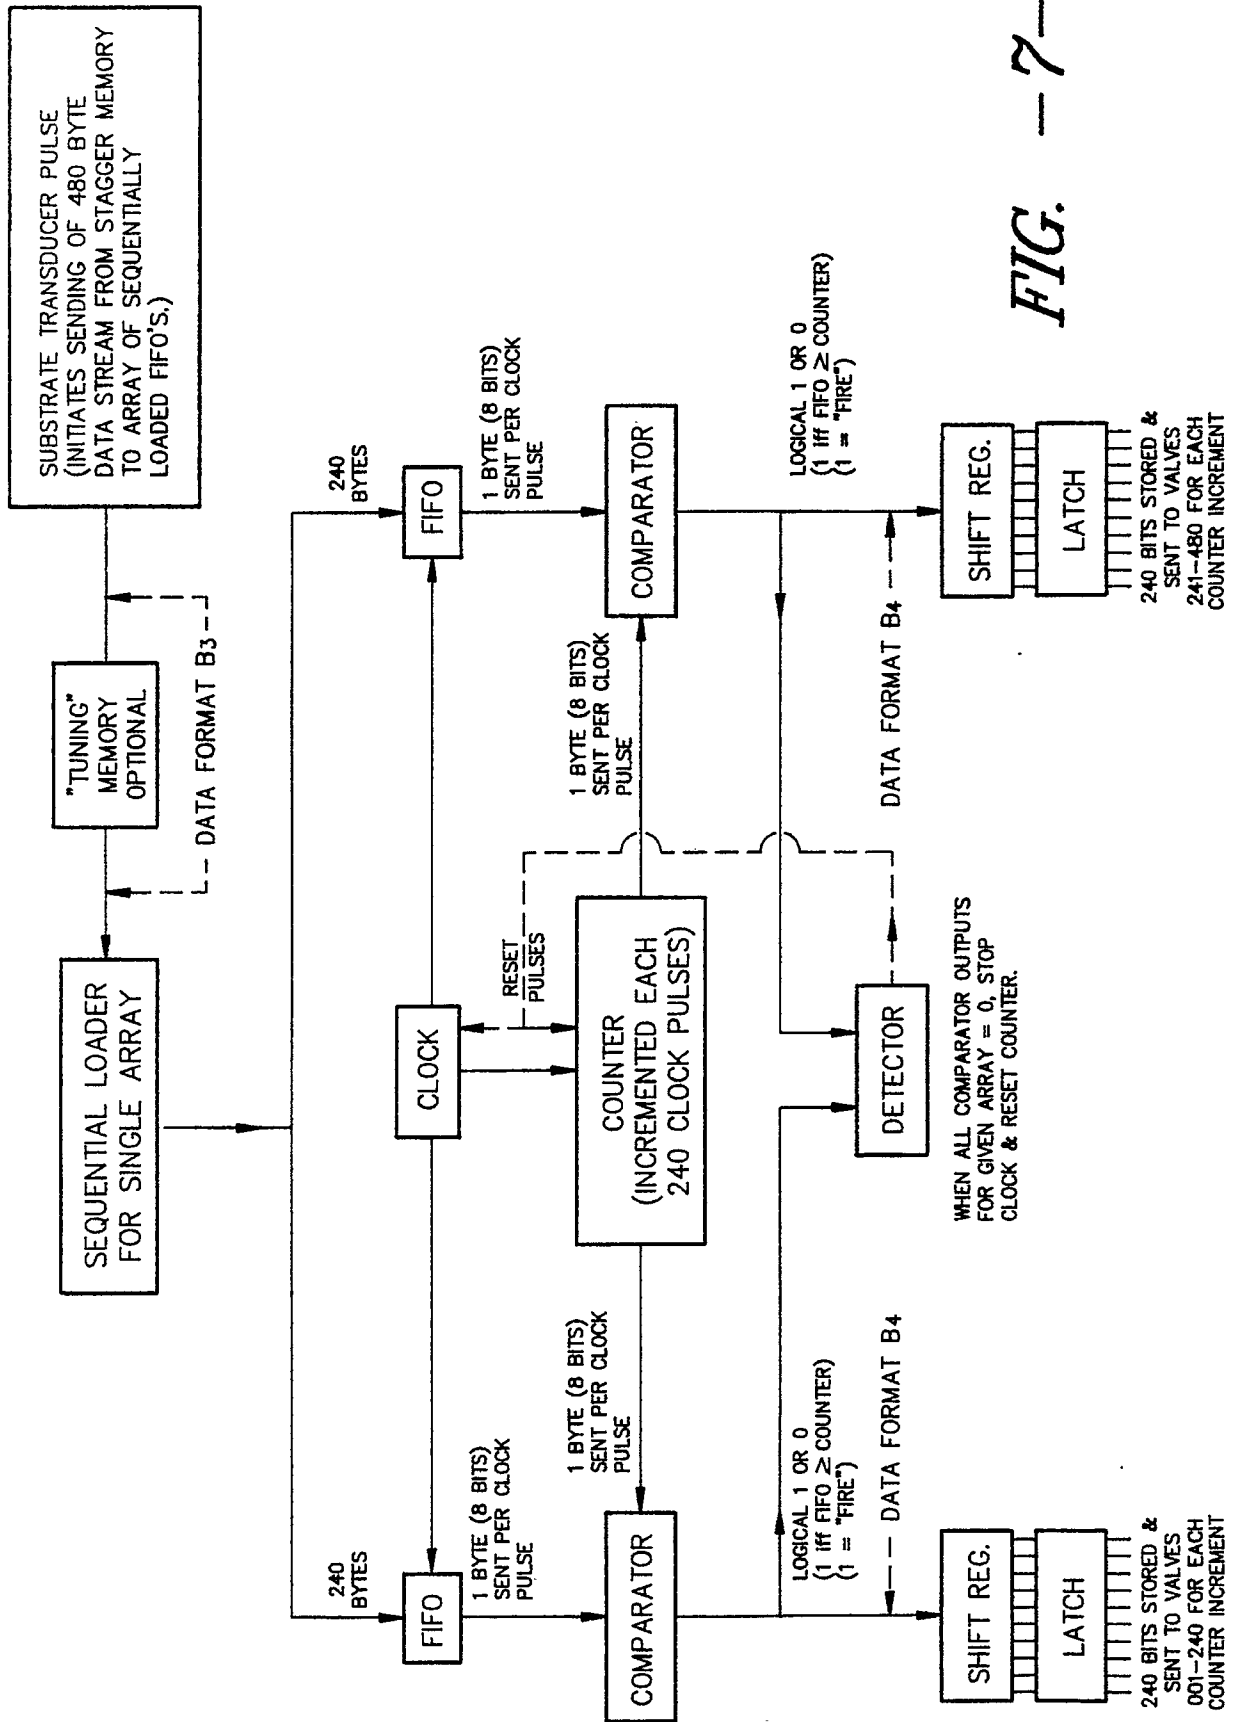 SUBSTRATE TRANSDUCER PULSE
(INITIATES SENDING OF 480 BYTE
DATA STREAM FROM STAGGER MEMORY
TO ARRAY OF SEQUENTIALLY
LOADED FIFO'S.)
"TUNING"
MEMORY
OPTIONAL
DATA FORMAT B3
SEQUENTIAL LOADER
FOR SINGLE ARRAY
240
BYTES
240
BYTES
FIFO
CLOCK
FIFO
1 BYTE (8 BITS)
SENT PER CLOCK
PULSE
RESET
PULSES
1 BYTE (8 BITS)
SENT PER CLOCK
PULSE
COMPARATOR
1 BYTE (8 BITS)
SENT PER CLOCK
PULSE
COUNTER
(INCREMENTED EACH
240 CLOCK PULSES)
1 BYTE (8 BITS)
SENT PER CLOCK
PULSE
COMPARATOR
LOGICAL 1 OR 0
(1 iff FIFO ≥ COUNTER)
(1 = "FIRE")
LOGICAL 1 OR 0
(1 iff FIFO ≥ COUNTER)
(1 = "FIRE")
DATA FORMAT B4
DETECTOR
DATA FORMAT B4
WHEN ALL COMPARATOR OUTPUTS
FOR GIVEN ARRAY = 0, STOP
CLOCK & RESET COUNTER.
SHIFT REG.
LATCH
240 BITS STORED &
SENT TO VALVES
001-240 FOR EACH
COUNTER INCREMENT
SHIFT REG.
LATCH
240 BITS STORED &
SENT TO VALVES
241-480 FOR EACH
COUNTER INCREMENT
FIG. -7-